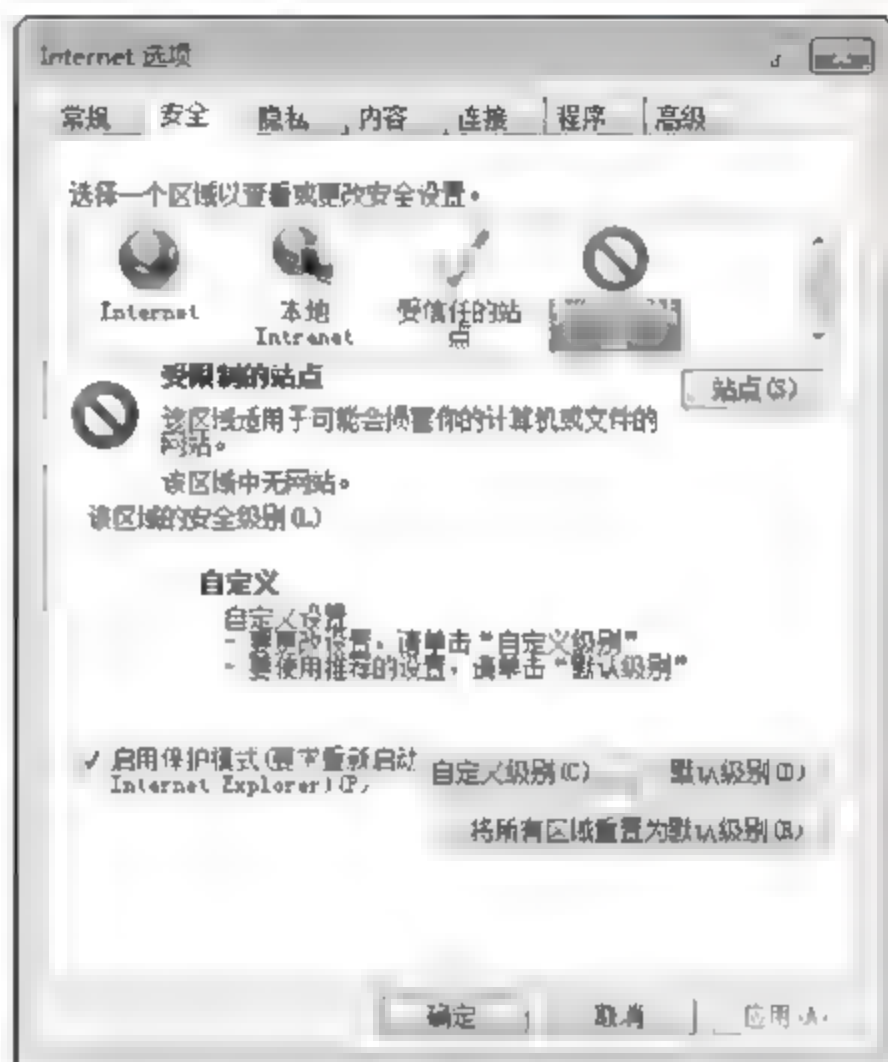 Internet 选项
常规 安全 隐私 内容 连接 程序 高级
选择一个区域以查看或更改安全设置。
Internet 本地 Intranet 受信任的站点
受限制的站点
站点(S)
该区域适用于可能会损害你的计算机或文件的
网站。
该区域中无网站。
该区域的安全级别(L)
自定义
自定义设置
- 要更改设置，请单击“自定义级别”
- 要使用推荐的设置，请单击“默认级别”
启用保护模式(要求重新启动
Internet Explorer)(P)
自定义级别(C) 默认级别(D)
将所有区域重置为默认级别(R)
确定 取消 应用(A)